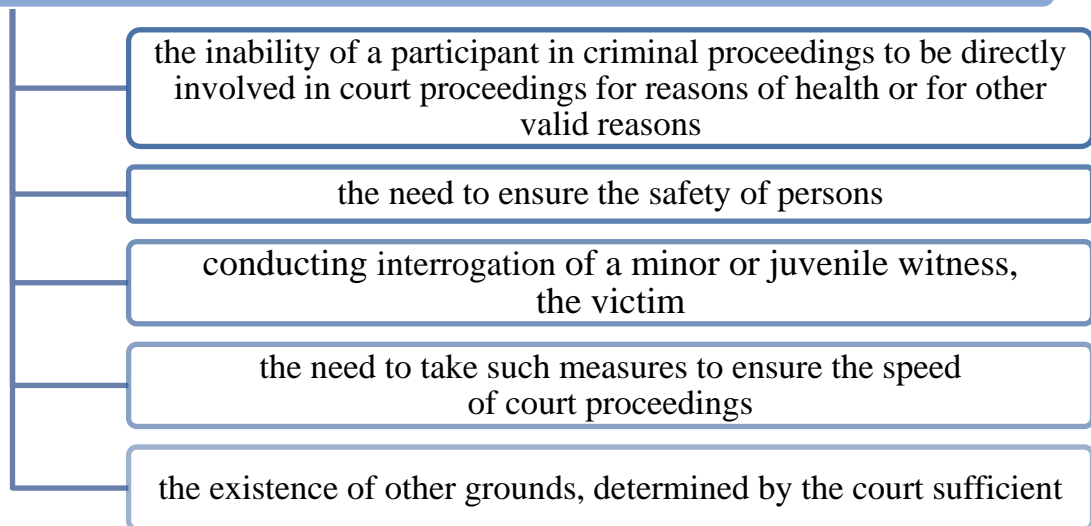 the inability of a participant in criminal proceedings to be directly
involved in court proceedings for reasons of health or for other
valid reasons
the need to ensure the safety of persons
conducting interrogation of a minor or juvenile witness,
the victim
the need to take such measures to ensure the speed
of court proceedings
the existence of other grounds, determined by the court sufficient